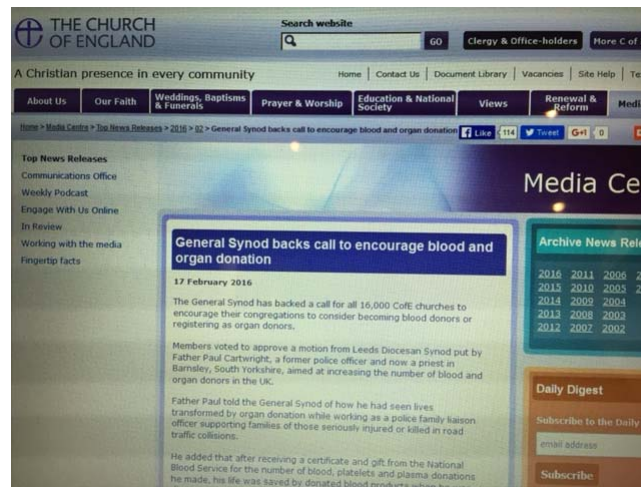 THE CHURCH
OF ENGLAND
Search website
GO
Clergy & Office-holders
More C of
A Christian presence in every community
Home | Contact Us | Document Library | Vacancies | Site Help | Te
About Us
Our Faith
Weddings, Baptisms
& Funerals
Prayer & Worship
Education & National
Society
Views
Renewal &
Reform
Medi
Home > Media Centre > Top News Releases > 2016 > 02 > General Synod backs call to encourage blood and organ donation
Like 114
Tweet
G+1 0
Top News Releases
Communications Office
Weekly Podcast
Engage With Us Online
In Review
Working with the media
Fingertip facts
Media Ce
General Synod backs call to encourage blood and
organ donation
17 February 2016
The General Synod has backed a call for all 16,000 CofE churches to
encourage their congregations to consider becoming blood donors or
registering as organ donors.
Members voted to approve a motion from Leeds Diocesan Synod put by
Father Paul Cartwright, a former police officer and now a priest in
Barnsley, South Yorkshire, aimed at increasing the number of blood and
organ donors in the UK.
Father Paul told the General Synod of how he had seen lives
transformed by organ donation while working as a police family liaison
officer supporting families of those seriously injured or killed in road
traffic collisions.
He added that after receiving a certificate and gift from the National
Blood Service for the number of blood, platelets and plasma donations
he made, his life was saved by donated blood products when he
Archive News Rele
2016 2011 2006 2
2015 2010 2005 2
2014 2009 2004
2013 2008 2003
2012 2007 2002
Daily Digest
Subscribe to the Daily
email address
Subscribe